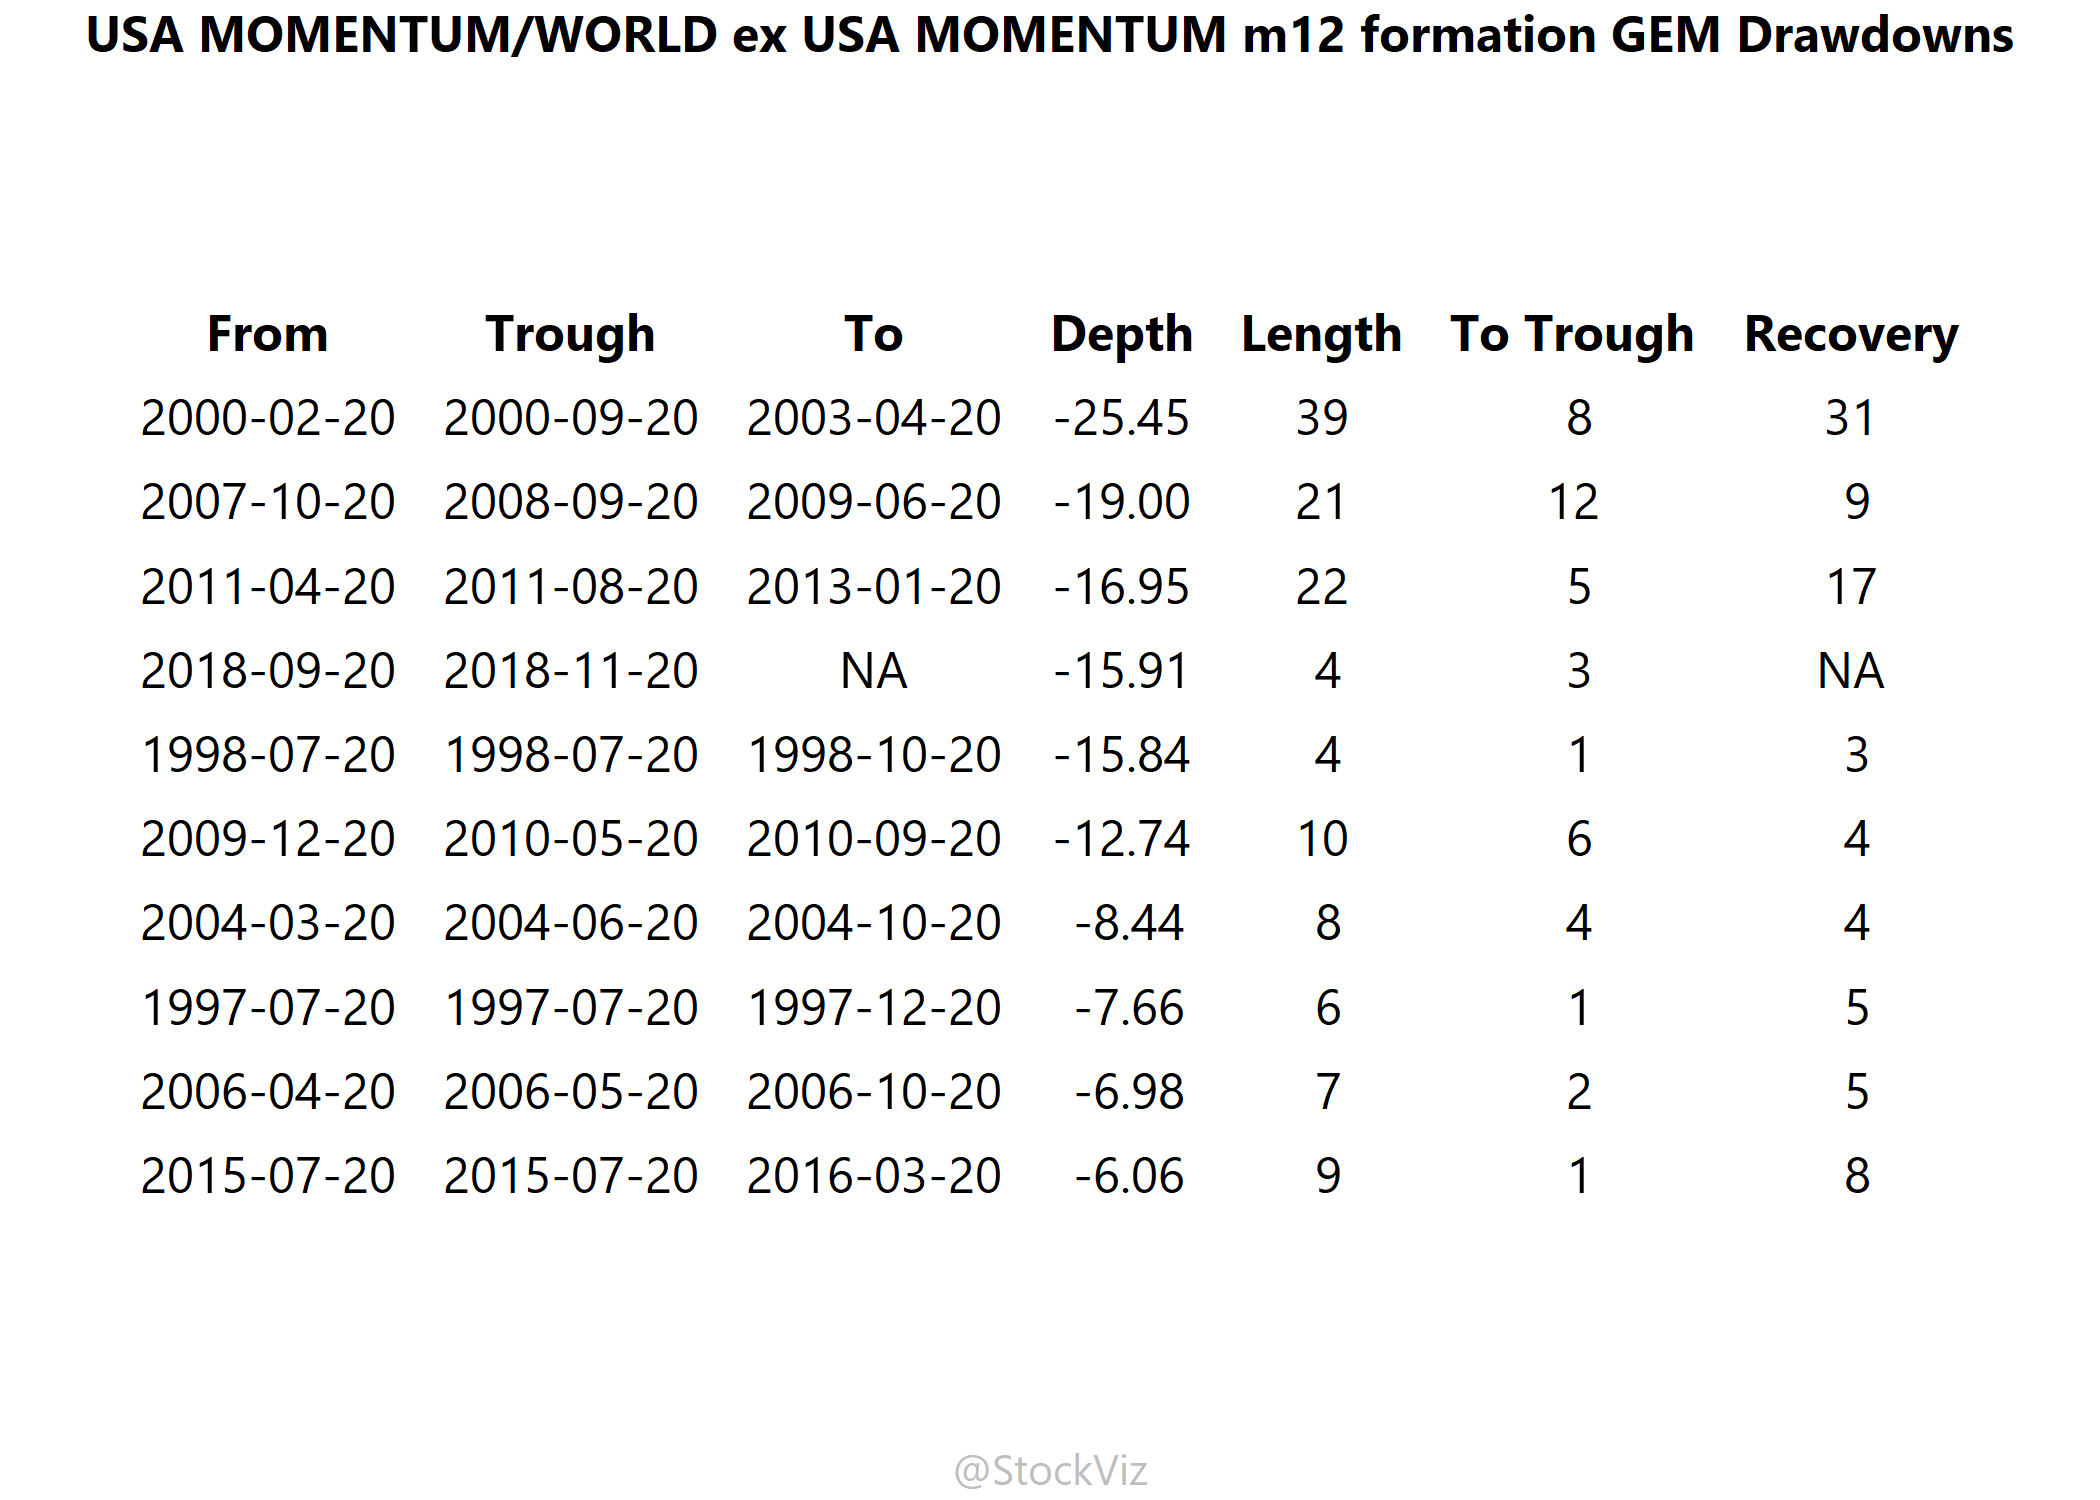 USA MOMENTUM/WORLD ex USA MOMENTUM m12 formation GEM Drawdowns
From Trough To Depth Length To Trough Recovery
2000-02-20 2000-09-20 2003-04-20 -25.45 39 8 31
2007-10-20 2008-09-20 2009-06-20 -19.00 21 12 9
2011-04-20 2011-08-20 2013-01-20 -16.95 22 5 17
2018-09-20 2018-11-20 NA -15.91 4 3 NA
1998-07-20 1998-07-20 1998-10-20 -15.84 4 1 3
2009-12-20 2010-05-20 2010-09-20 -12.74 10 6 4
2004-03-20 2004-06-20 2004-10-20 -8.44 8 4 4
1997-07-20 1997-07-20 1997-12-20 -7.66 6 1 5
2006-04-20 2006-05-20 2006-10-20 -6.98 7 2 5
2015-07-20 2015-07-20 2016-03-20 -6.06 9 1 8
@StockViz